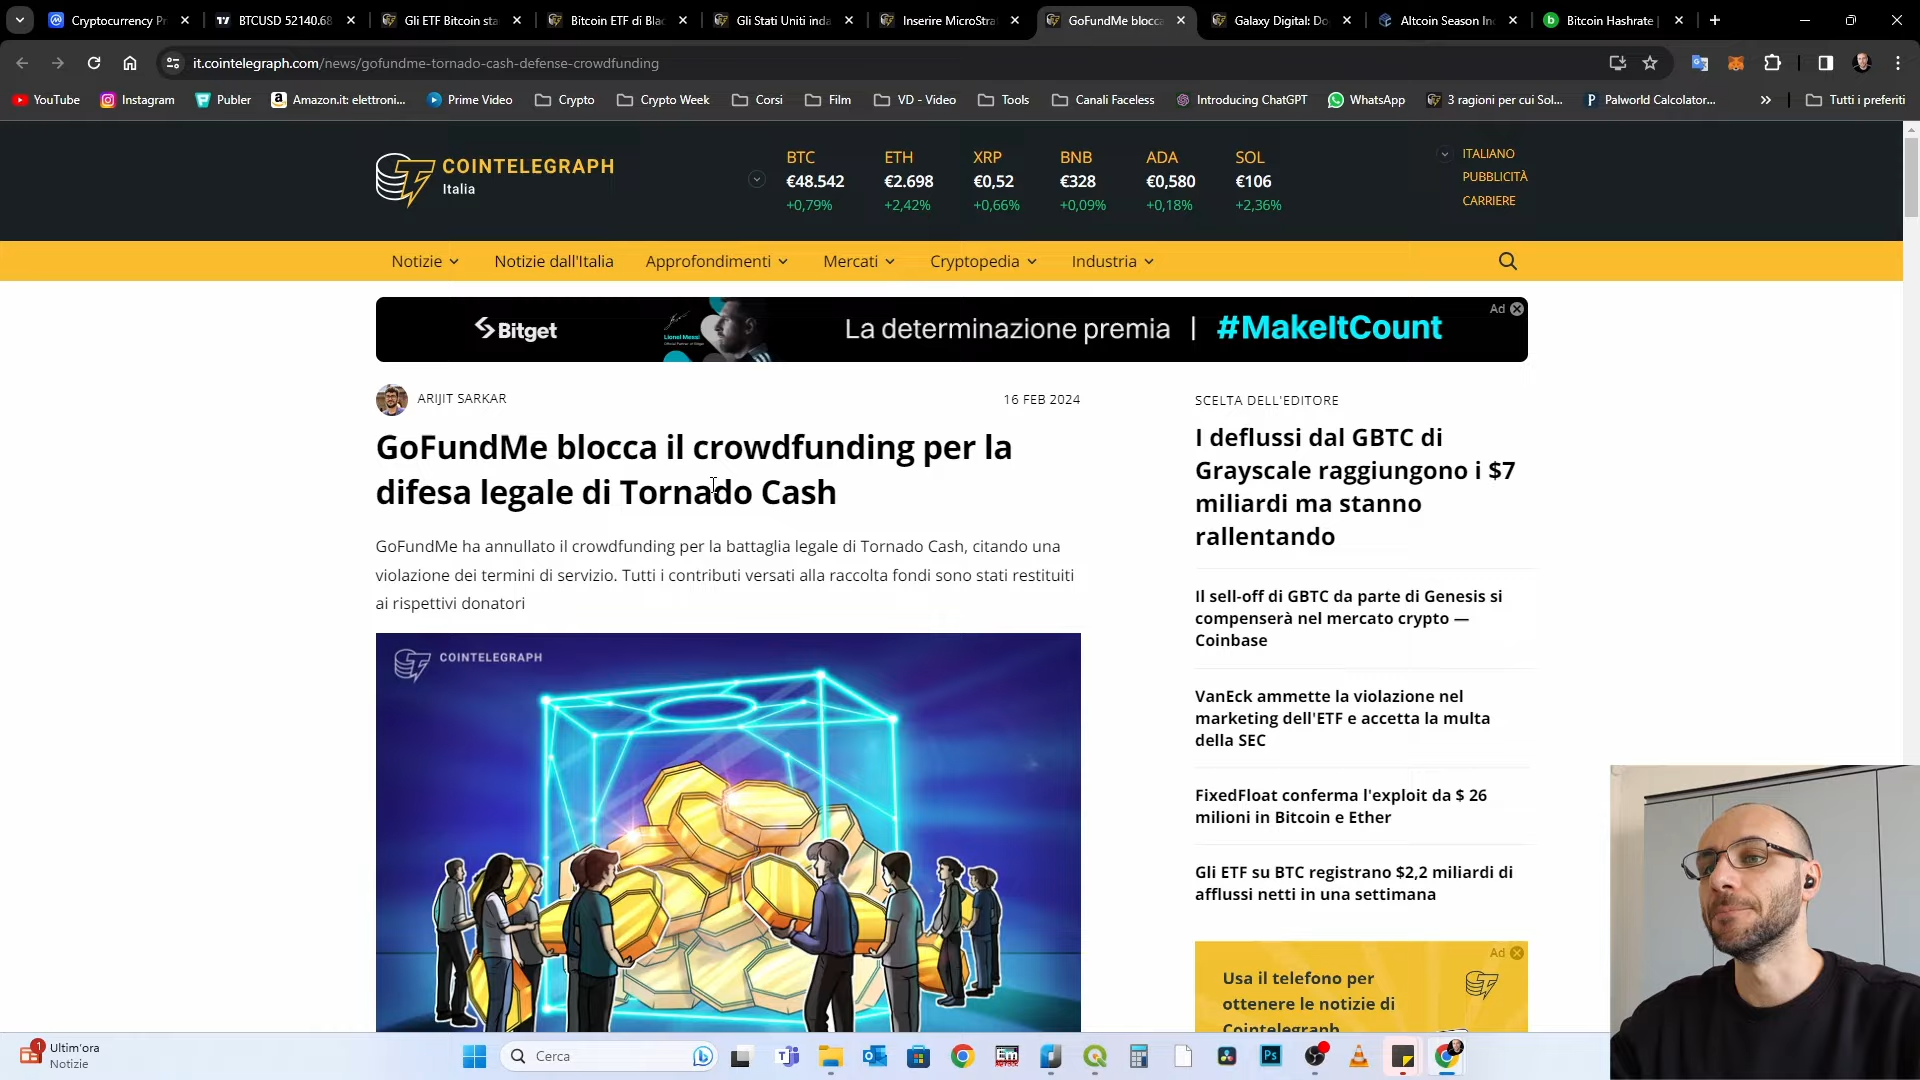 Cryptocurrency Pr
BTCUSD 52140.68
Gli ETF Bitcoin sta
Bitcoin ETF di Bla
Gli Stati Uniti inda
Inserire MicroStra
GoFundMe blocca
Galaxy Digital: Do
Altcoin Season In
Bitcoin Hashrate
it.cointelegraph.com/news/gofundme-tornado-cash-defense-crowdfunding
YouTube
Instagram
Publer
Amazon.it: elettroni...
Prime Video
Crypto
Crypto Week
Corsi
Film
VD - Video
Tools
Canali Faceless
Introducing ChatGPT
WhatsApp
3 ragioni per cui Sol...
Palworld Calcolator...
Tutti i preferiti
COINTELEGRAPH
Italia
BTC ETH XRP BNB ADA SOL
€48.542 €2.698 €0,52 €328 €0,580 €106
+0,79% +2,42% +0,66% +0,09% +0,18% +2,36%
ITALIANO
PUBBLICITÀ
CARRIERE
Notizie Notizie dall'Italia Approfondimenti Mercati Cryptopedia Industria
Bitget
Lionel Messi
La determinazione premia | #MakeItCount
Ad
ARIJIT SARKAR
16 FEB 2024
GoFundMe blocca il crowdfunding per la
difesa legale di Tornado Cash
GoFundMe ha annullato il crowdfunding per la battaglia legale di Tornado Cash, citando una
violazione dei termini di servizio. Tutti i contributi versati alla raccolta fondi sono stati restituiti
ai rispettivi donatori
COINTELEGRAPH
SCELTA DELL'EDITORE
I deflussi dal GBTC di
Grayscale raggiungono i $7
miliardi ma stanno
rallentando
Il sell-off di GBTC da parte di Genesis si
compenserà nel mercato crypto —
Coinbase
VanEck ammette la violazione nel
marketing dell'ETF e accetta la multa
della SEC
FixedFloat conferma l'exploit da $ 26
milioni in Bitcoin e Ether
Gli ETF su BTC registrano $2,2 miliardi di
afflussi netti in una settimana
Ad
Usa il telefono per
ottenere le notizie di
Cointelegraph
1
Ultim'ora
Notizie
Cerca
Ps